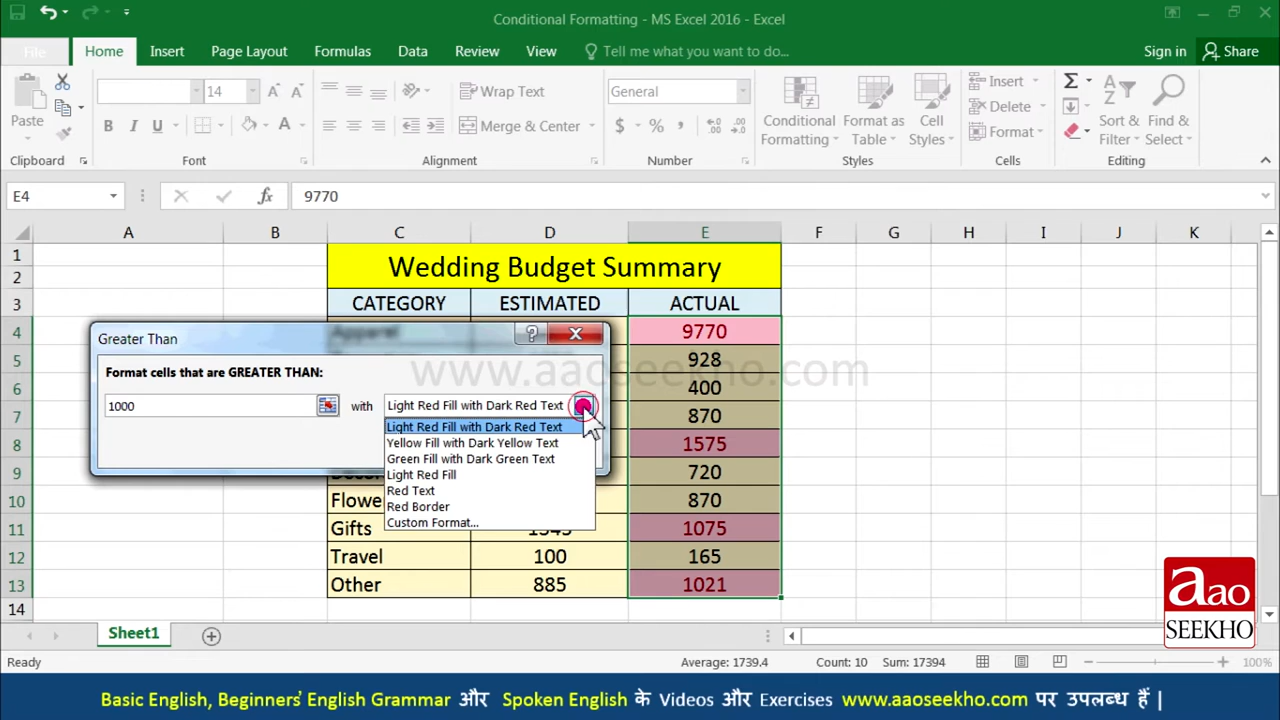 Conditional Formatting - MS Excel 2016 - Excel
File Home Insert Page Layout Formulas Data Review View Tell me what you want to do... Sign in Share
Paste 14 Wrap Text General Conditional Formatting Format as Table Cell Styles Insert Sort & Filter Find & Select
Merge & Center $ % , Delete
Format
Clipboard Font Alignment Number Styles Cells Editing
E4 fx 9770
A B C D E F G H I J K
1 Wedding Budget Summary
2
3 CATEGORY ESTIMATED ACTUAL
4 Apparel 9770
5 928
6 400
7 870
8 1575
9 720
10 Flowe 870
11 Gifts 1075
12 Travel 100 165
13 Other 885 1021
14
Greater Than ?
Format cells that are GREATER THAN:
1000 with Light Red Fill with Dark Red Text
Light Red Fill with Dark Red Text
Yellow Fill with Dark Yellow Text
Green Fill with Dark Green Text
Light Red Fill
Red Text
Red Border
Custom Format...
www.aaoseekho.com
aao
SEEKHO
Sheet1
Ready Average: 1739.4 Count: 10 Sum: 17394 100%
Basic English, Beginners' English Grammar और Spoken English के Videos और Exercises www.aaoseekho.com पर उपलब्ध हैं |